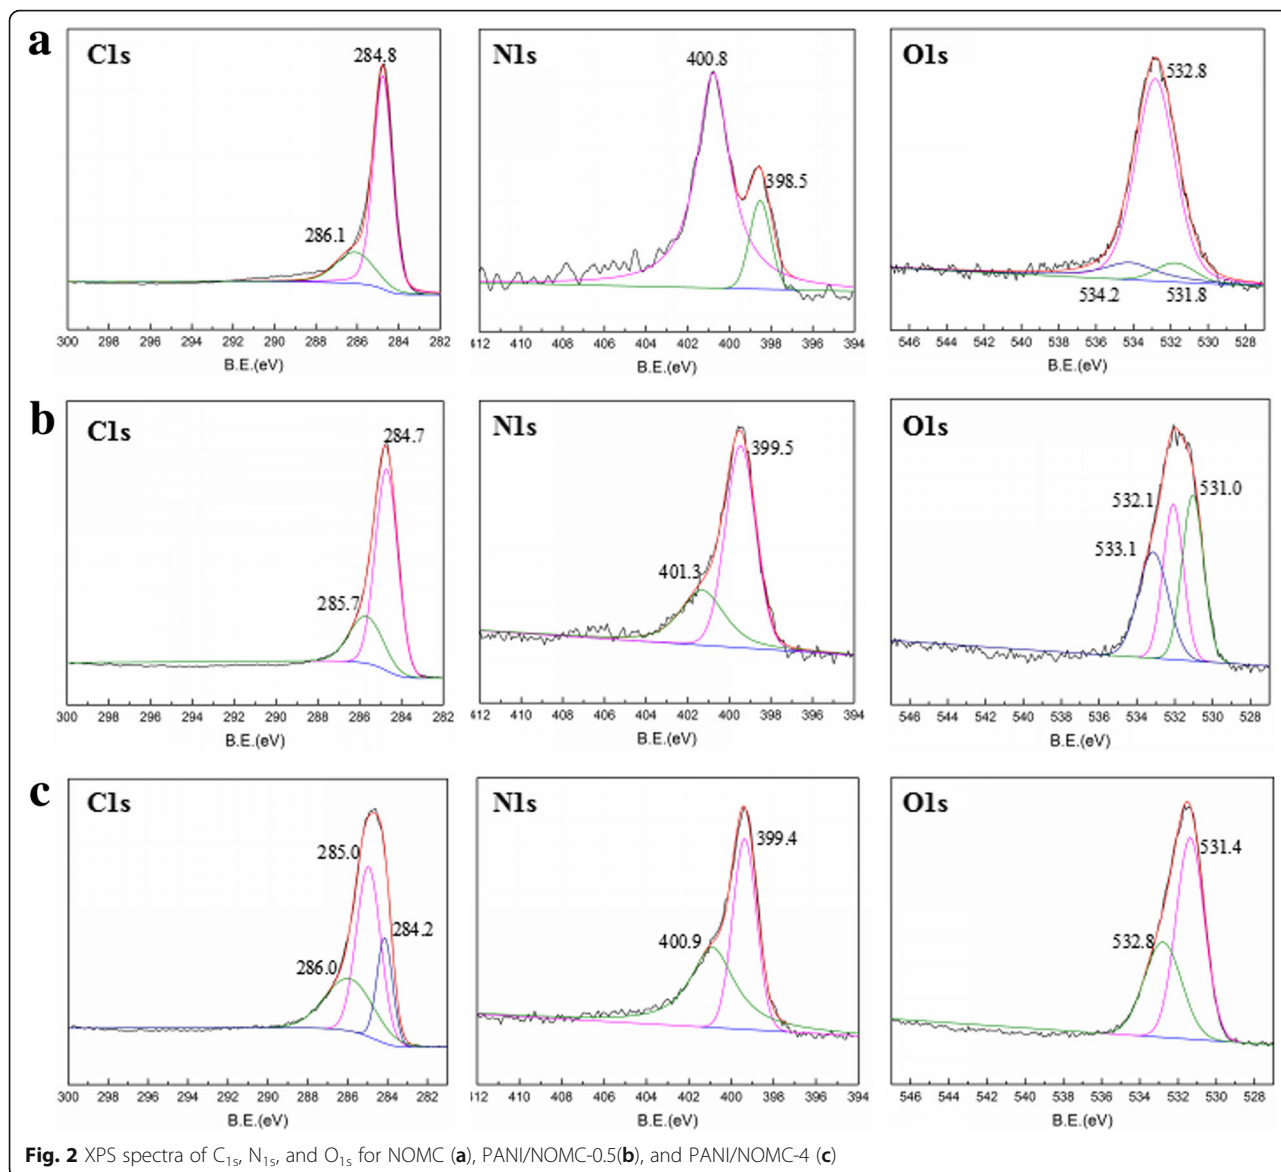 a
C1s
284.8
286.1
300 298 296 294 292 290 288 286 284 282
B.E.(eV)
N1s
400.8
398.5
412 410 408 406 404 402 400 398 396 394
B.E.(eV)
O1s
532.8
534.2
531.8
546 544 542 540 538 536 534 532 530 528
B.E.(eV)
b
C1s
284.7
285.7
300 298 296 294 292 290 288 286 284 282
B.E.(eV)
N1s
399.5
401.3
412 410 408 406 404 402 400 398 396 394
B.E.(eV)
O1s
532.1
531.0
533.1
546 544 542 540 538 536 534 532 530 528
B.E.(eV)
c
C1s
285.0
284.2
286.0
300 298 296 294 292 290 288 286 284 282
B.E.(eV)
N1s
399.4
400.9
412 410 408 406 404 402 400 398 396 394
B.E.(eV)
O1s
531.4
532.8
546 544 542 540 538 536 534 532 530 528
B.E.(eV)
Fig. 2 XPS spectra of C1s, N1s, and O1s for NOMC (a), PANI/NOMC-0.5(b), and PANI/NOMC-4 (c)